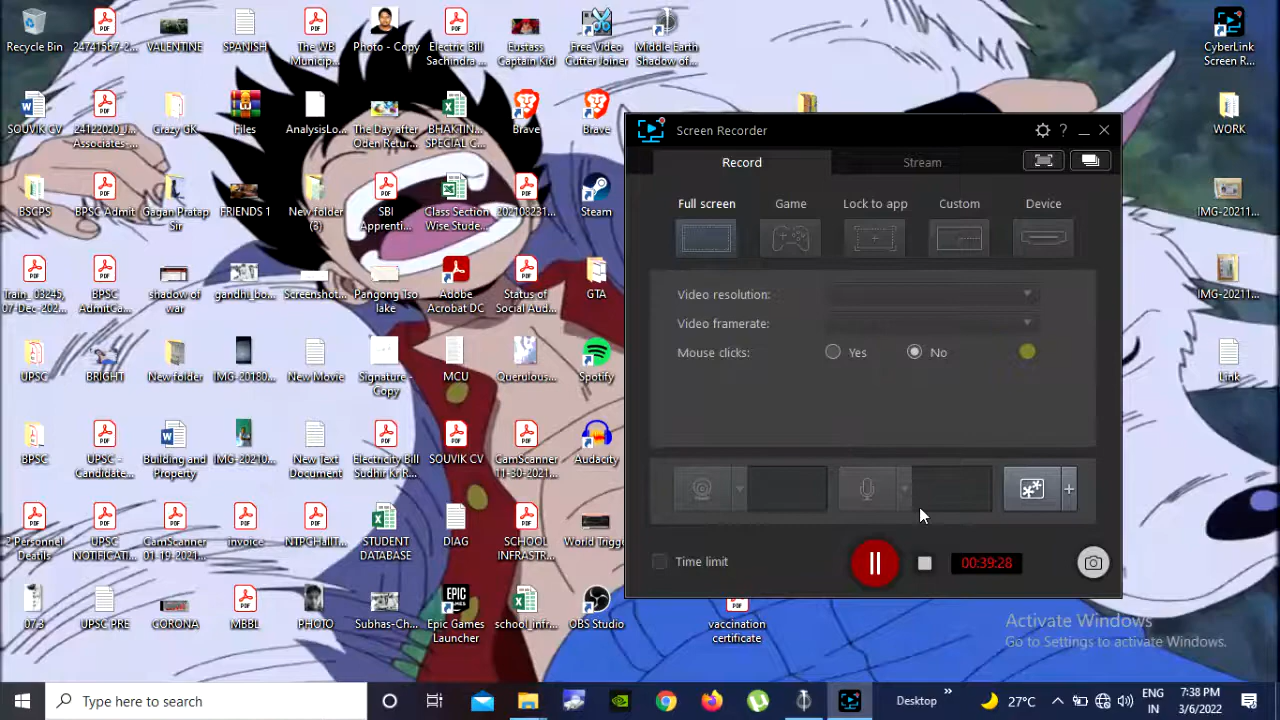 Recycle Bin
247415b7-2...
VALENTINE
SPANISH
The WB
Municip...
Photo - Copy
Electric Bill
Sachindra ...
Eustass
Captain Kid
Free Video
Cutter Joiner
Middle Earth
Shadow of...
CyberLink
Screen R...
SOUVIK CV
24122020_J...
Associates-...
Crazy GK
Files
AnalysisLo...
The Day after
Oden Retur...
BHAKTIN...
SPECIAL C...
Brave
Brave
WORK
BSCPS
BPSC Admit
Gagan Pratap
Sir
FRIENDS 1
New folder
(3)
SBI
Apprenti...
Class Section
Wise Stude...
202108231...
Steam
IMG-20211...
Train_03245,
07-Dec-202...
BPSC
AdmitCa...
shadow of
war
gandhi_bo...
Screenshot...
Pangong Tso
lake
Adobe
Acrobat DC
Status of
Social Aud...
GTA
IMG-20211...
UPSC
BRIGHT
New folder
IMG-20180...
New Movie
Signature -
Copy
MCU
Querulous...
Spotify
Link
BPSC
UPSC -
Candidate...
Building and
Property
IMG-20210...
New Text
Document
Electricity Bill
Sudhir Kr R...
SOUVIK CV
CamScanner
11-30-2021...
Audacity
? Personnel
Deatils
UPSC
NOTIFICATI...
CamScanner
01-19-2021...
invoice
NTPCHallT...
STUDENT
DATABASE
DIAG
SCHOOL
INFRASTR...
World Trigge
07.3
UPSC PRE
CORONA
MBBL
PHOTO
Subhas-Ch...
Epic Games
Launcher
school_infr...
OBS Studio
vaccination
certificate
Screen Recorder
?
Record
Stream
Full screen
Game
Lock to app
Custom
Device
Video resolution:
Video framerate:
Mouse clicks:
Yes
No
Time limit
00:39:28
Activate Windows
Go to Settings to activate Windows.
Type here to search
Desktop
27°C
ENG
IN
7:38 PM
3/6/2022